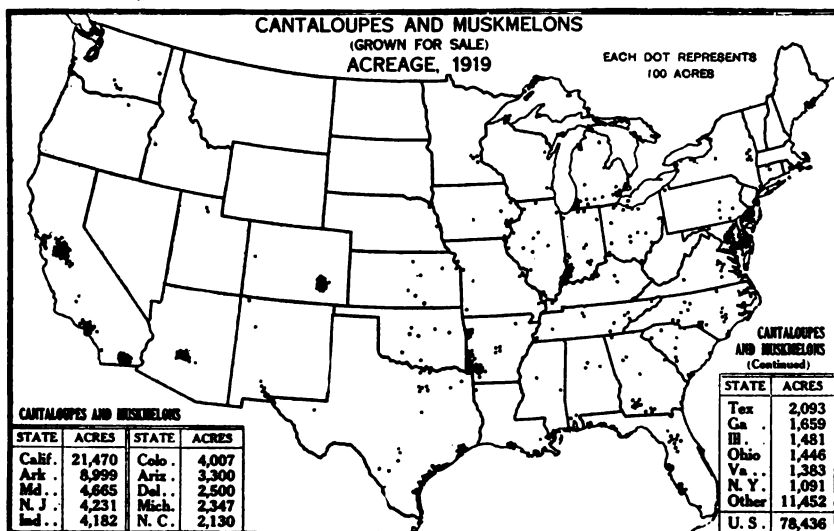 CANTALOUPES AND MUSKMELONS
(GROWN FOR SALE)
ACREAGE, 1919
EACH DOT REPRESENTS
100 ACRES
CANTALOUPES AND MUSKMELONS
STATE ACRES STATE ACRES
Calif. 21,470 Colo. 4,007
Ark. 8,999 Ariz. 3,300
Md.. 4,665 Del.. 2,500
N. J. 4,231 Mich. 2,347
Ind.. 4,182 N. C. 2,130
CANTALOUPES
AND MUSKMELONS
(Continued)
STATE ACRES
Tex 2,093
Ga. 1,659
Ill. 1,481
Ohio 1,446
Va.. 1,383
N. Y. 1,091
Other 11,452
U. S. 78,436